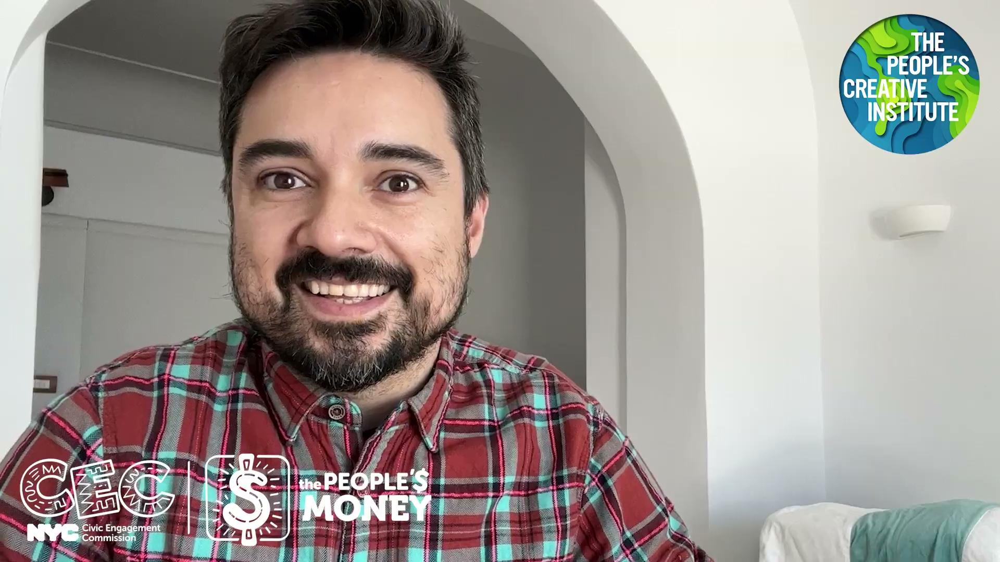 THE
PEOPLE'S
CREATIVE
INSTITUTE
CEC
NYC Civic Engagement
Commission
$
the PEOPLE'$
MONEY